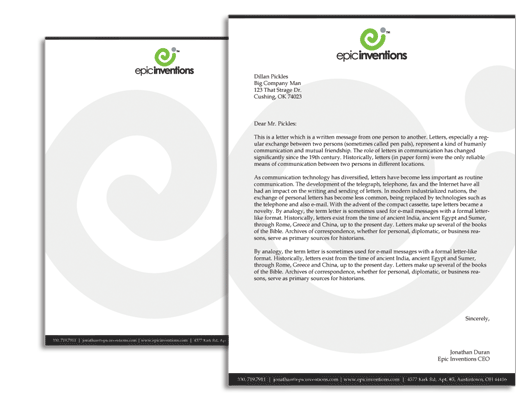 epicinventions
330.719.7981 | jonathan@epicinventions.com | www.epicinventions.com | 4577 Kirk Rd, Apt.
epicinventions
Dillan Pickles
Big Company Man
123 That Strage Dr.
Cushing, OK 74023
Dear Mr. Pickles:
This is a letter which is a written message from one person to another. Letters, especially a reg-
ular exchange between two persons (sometimes called pen pals), represent a kind of humanly
communication and mutual friendship. The role of letters in communication has changed
significantly since the 19th century. Historically, letters (in paper form) were the only reliable
means of communication between two persons in different locations.
As communication technology has diversified, letters have become less important as routine
communication. The development of the telegraph, telephone, fax and the Internet have all
had an impact on the writing and sending of letters. In modern industrialized nations, the
exchange of personal letters has become less common, being replaced by technologies such as
the telephone and also e-mail. With the advent of the compact cassette, tape letters became a
novelty. By analogy, the term letter is sometimes used for e-mail messages with a formal letter-
like format. Historically, letters exist from the time of ancient India, ancient Egypt and Sumer,
through Rome, Greece and China, up to the present day. Letters make up several of the books
of the Bible. Archives of correspondence, whether for personal, diplomatic, or business rea-
sons, serve as primary sources for historians.
By analogy, the term letter is sometimes used for e-mail messages with a formal letter-like
format. Historically, letters exist from the time of ancient India, ancient Egypt and Sumer,
through Rome, Greece and China, up to the present day. Letters make up several of the books
of the Bible. Archives of correspondence, whether for personal, diplomatic, or business rea-
sons, serve as primary sources for historians.
Sincerely,
Jonathan Duran
Epic Inventions CEO
330.719.7981 | jonathan@epicinventions.com | www.epicinventions.com | 4577 Kirk Rd, Apt. #5, Austintown, OH 44515